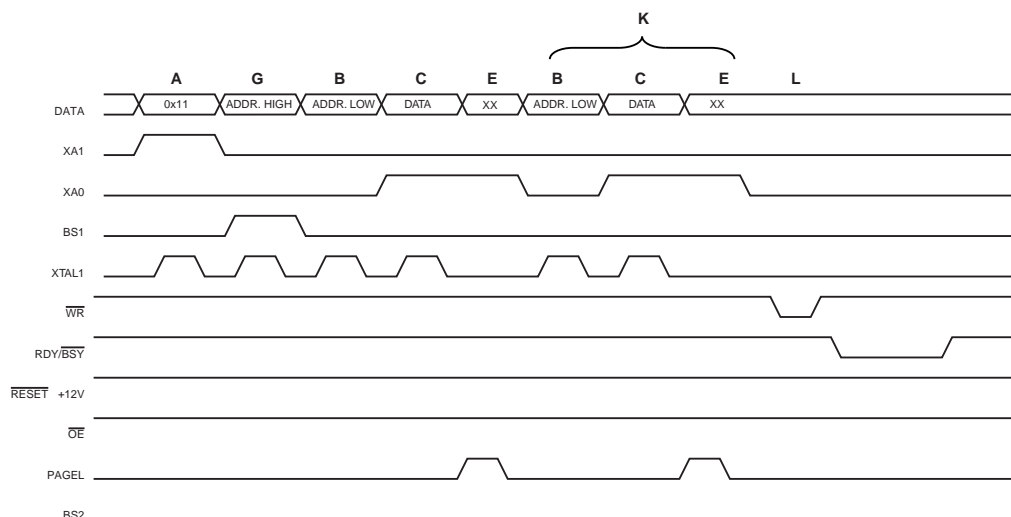 K
A G B C E B C E L
DATA 0x11 ADDR. HIGH ADDR. LOW DATA XX ADDR. LOW DATA XX
XA1
XA0
BS1
XTAL1
WR
RDY/BSY
RESET +12V
OE
PAGEL
BS2